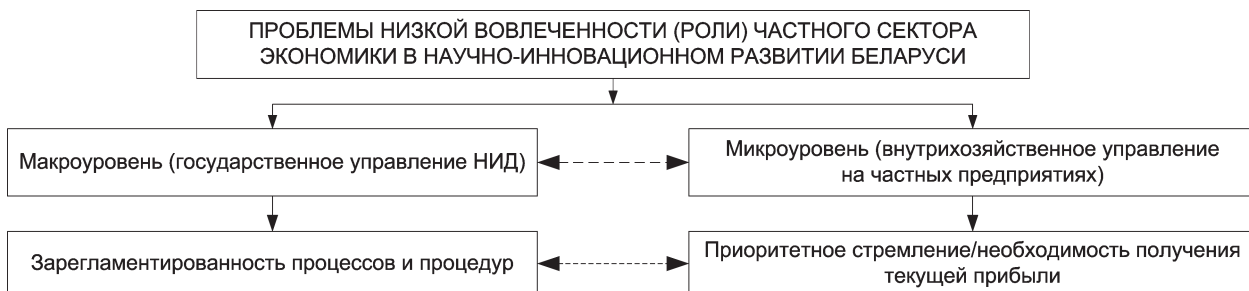 ПРОБЛЕМЫ НИЗКОЙ ВОВЛЕЧЕННОСТИ (РОЛИ) ЧАСТНОГО СЕКТОРА
ЭКОНОМИКИ В НАУЧНО-ИННОВАЦИОННОМ РАЗВИТИИ БЕЛАРУСИ
Макроуровень (государственное управление НИД)
Микроуровень (внутрихозяйственное управление
на частных предприятиях)
Зарегламентированность процессов и процедур
Приоритетное стремление/необходимость получения
текущей прибыли